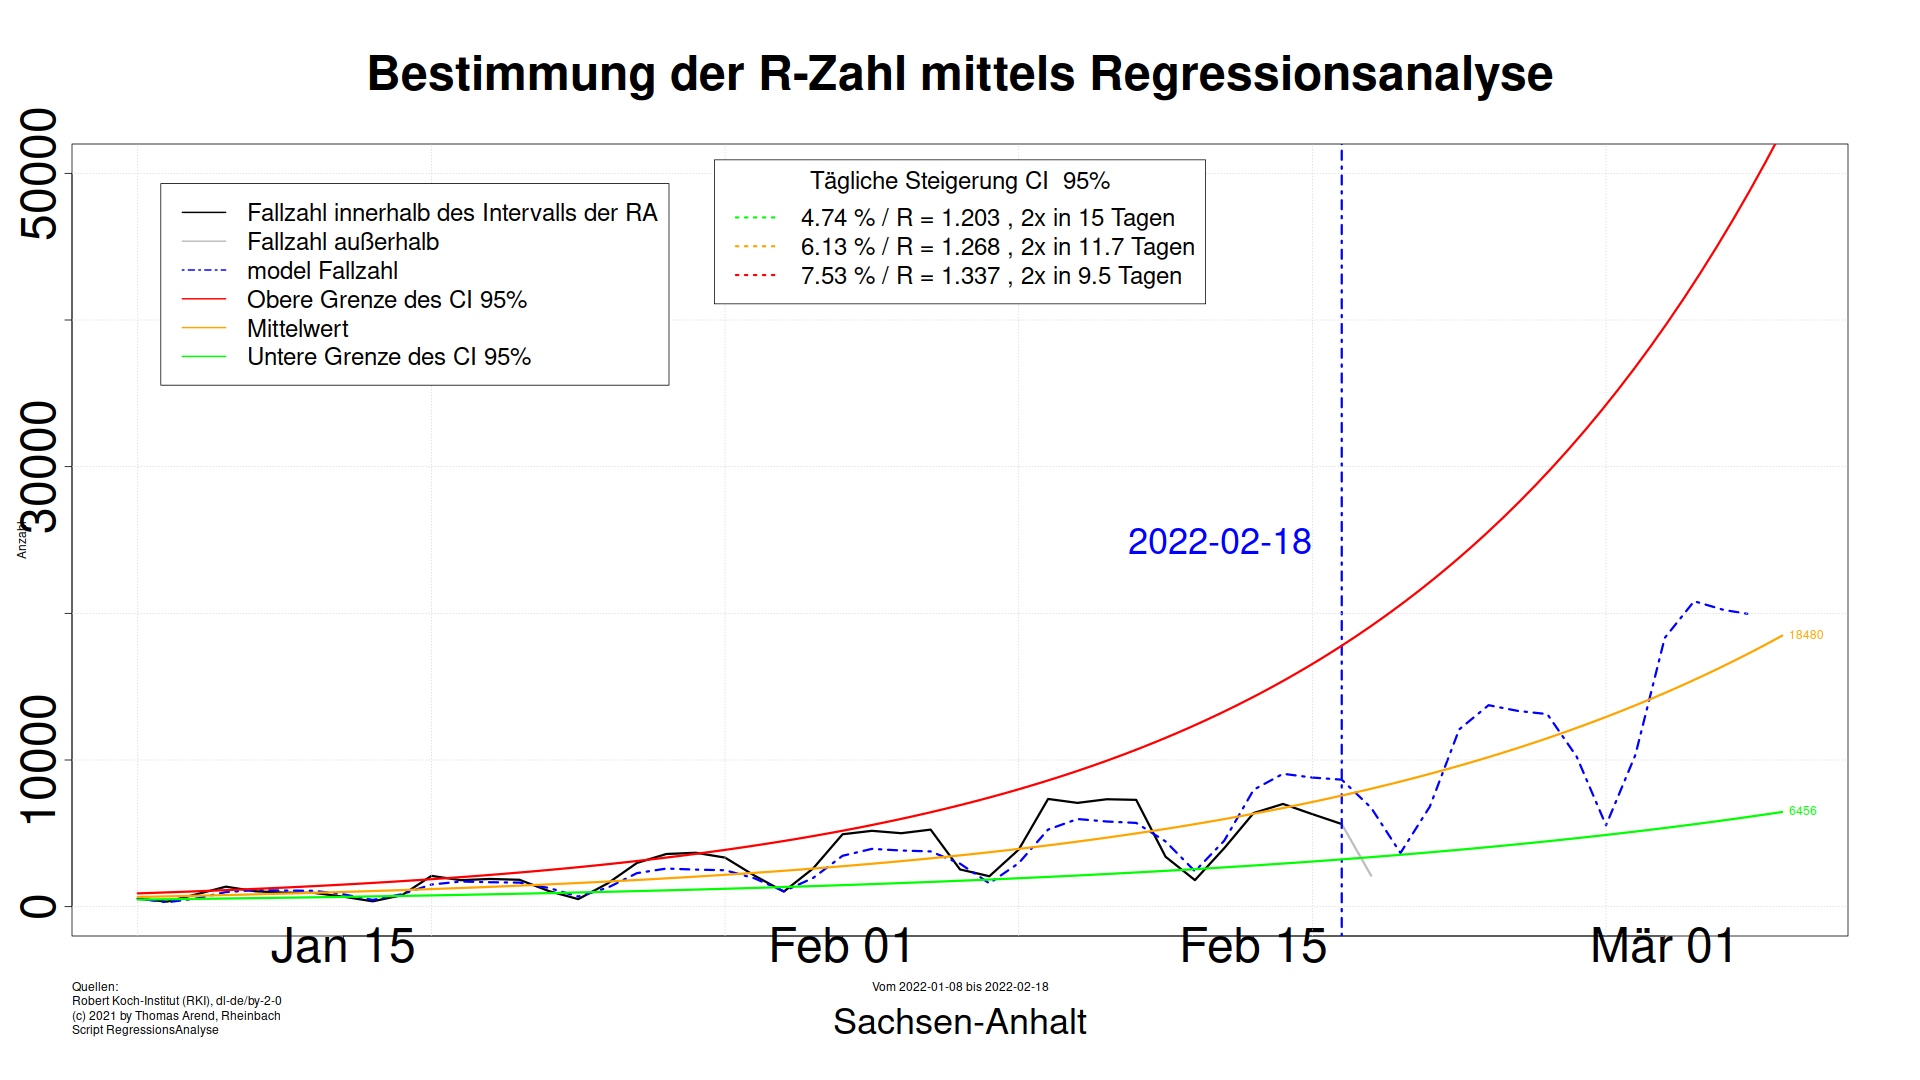 Bestimmung der R-Zahl mittels Regressionsanalyse
50000
30000
10000
0
Anzahl
Fallzahl innerhalb des Intervalls der RA
Fallzahl außerhalb
model Fallzahl
Obere Grenze des CI 95%
Mittelwert
Untere Grenze des CI 95%
Tägliche Steigerung CI  95%
4.74 % / R = 1.203 , 2x in 15 Tagen
6.13 % / R = 1.268 , 2x in 11.7 Tagen
7.53 % / R = 1.337 , 2x in 9.5 Tagen
2022-02-18
18480
6456
Jan 15
Feb 01
Feb 15
Mär 01
Quellen:
Robert Koch-Institut (RKI), dl-de/by-2-0
(c) 2021 by Thomas Arend, Rheinbach
Script RegressionsAnalyse
Vom 2022-01-08 bis 2022-02-18
Sachsen-Anhalt